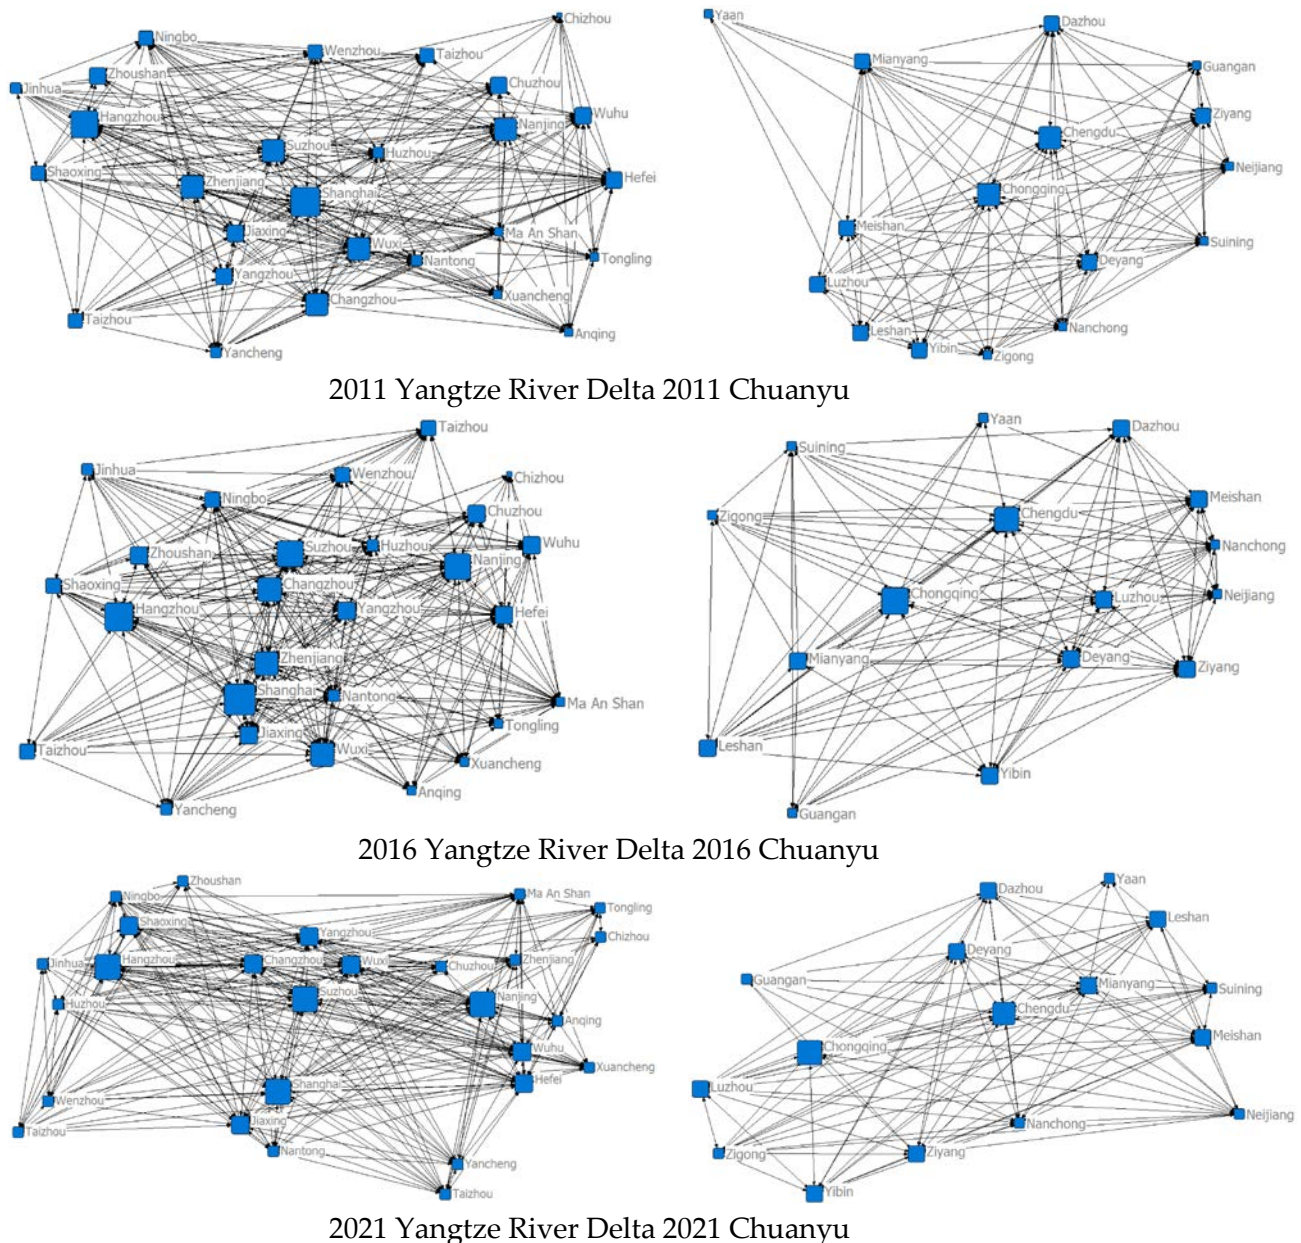 Chizhou
Ningbo
Wenzhou
Taizhou
Zhoushan
Chuzhou
Jinhua
Wuhu
Hangzhou
Nanjing
Suzhou
Huzhou
Shaoxing
Hefei
Zhenjiang
Shanghai
Jiaxing
Ma An Shan
Wuxi
Nantong
Tongling
Yangzhou
Xuancheng
Changzhou
Taizhou
Anqing
Yancheng
Yaan
Dazhou
Mianyang
Guangan
Ziyang
Chengdu
Neijiang
Chongqing
Meishan
Suining
Deyang
Luzhou
Nanchong
Leshan
Yibin
Zigong
2011 Yangtze River Delta 2011 Chuanyu
Taizhou
Jinhua
Wenzhou
Chizhou
Ningbo
Chuzhou
Zhoushan
Suzhou
Huzhou
Wuhu
Nanjing
Shaoxing
Changzhou
Hangzhou
Yangzhou
Hefei
Zhenjiang
Shanghai
Nantong
Ma An Shan
Tongling
Jiaxing
Taizhou
Wuxi
Xuancheng
Anqing
Yancheng
Yaan
Dazhou
Suining
Meishan
Zigong
Chengdu
Nanchong
Chongqing
Luzhou
Neijiang
Mianyang
Deyang
Ziyang
Leshan
Yibin
Guangan
2016 Yangtze River Delta 2016 Chuanyu
Zhoushan
Ningbo
Ma An Shan
Tongling
Shaoxing
Yangzhou
Chizhou
Jinhua
Hangzhou
Changzhou
Wuxi
Chuzhou
Zhenjiang
Huzhou
Suzhou
Nanjing
Anqing
Wuhu
Xuancheng
Shanghai
Hefei
Wenzhou
Jiaxing
Taizhou
Nantong
Yancheng
Taizhou
Yaan
Dazhou
Leshan
Deyang
Guangan
Mianyang
Suining
Chengdu
Meishan
Chongqing
Luzhou
Neijiang
Nanchong
Zigong
Ziyang
Yibin
2021 Yangtze River Delta 2021 Chuanyu